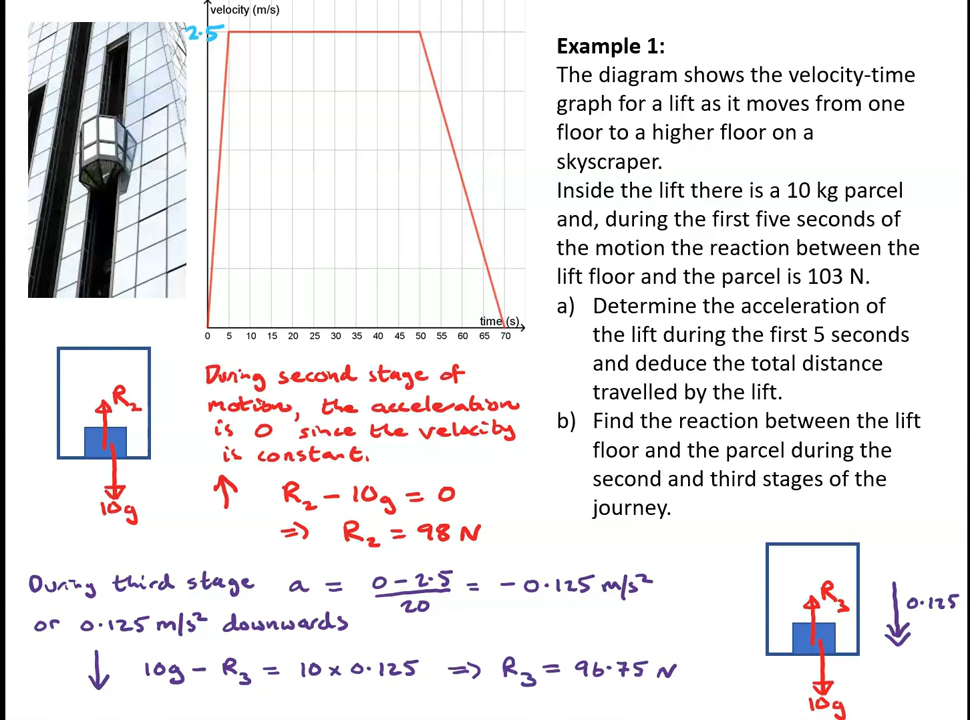 velocity (m/s)
2.5
time (s)
0 5 10 15 20 25 30 35 40 45 50 55 60 65 70
Example 1:
The diagram shows the velocity-time
graph for a lift as it moves from one
floor to a higher floor on a
skyscraper.
Inside the lift there is a 10 kg parcel
and, during the first five seconds of
the motion the reaction between the
lift floor and the parcel is 103 N.
a) Determine the acceleration of
the lift during the first 5 seconds
and deduce the total distance
travelled by the lift.
b) Find the reaction between the lift
floor and the parcel during the
second and third stages of the
journey.
R₂
10g
During second stage of
motion, the acceleration
is 0 since the velocity
is constant.
↑ R₂ - 10g = 0
⇒ R₂ = 98 N
During third stage a = (0 - 2.5)/20 = -0.125 m/s²
or 0.125 m/s² downwards
↓ 10g - R₃ = 10 × 0.125 ⇒ R₃ = 96.75 N
R₃
0.125
10g